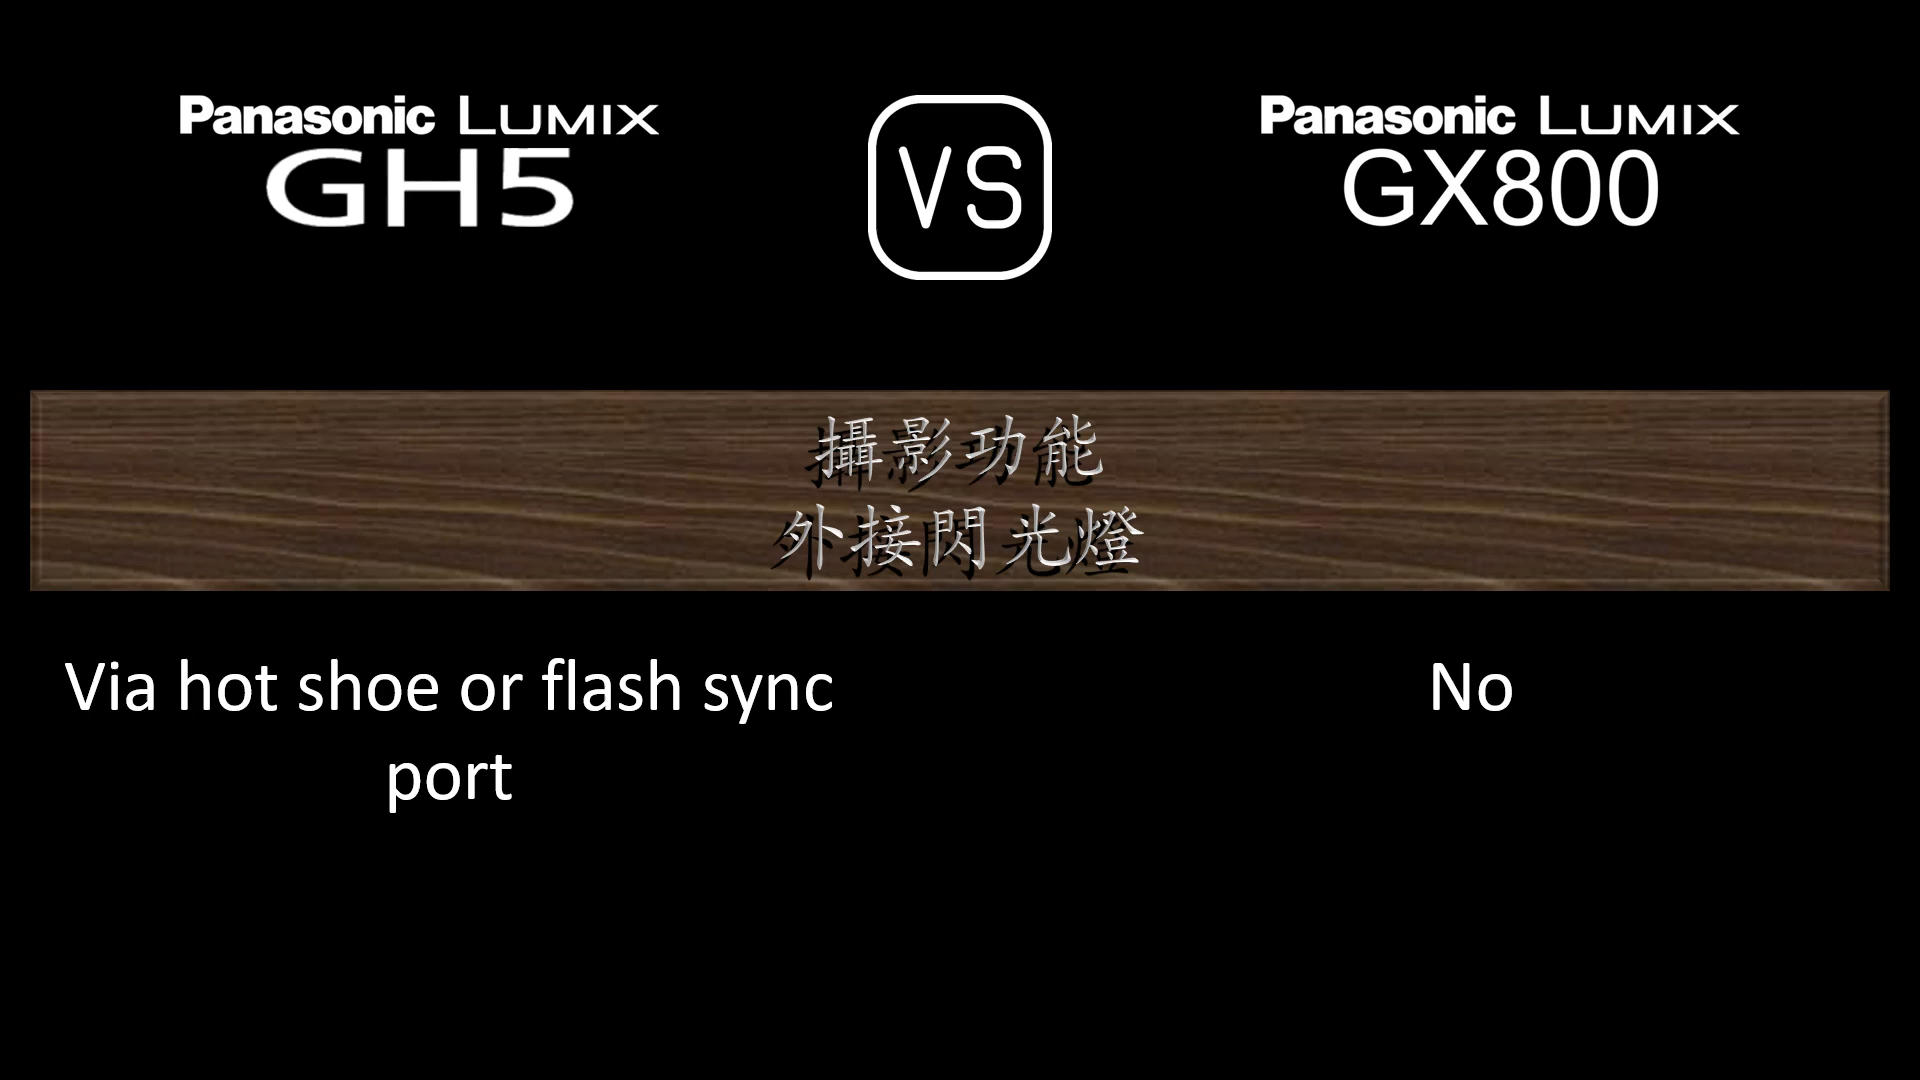 Panasonic LUMIX
GH5
VS
Panasonic LUMIX
GX800
攝影功能
外接閃光燈
Via hot shoe or flash sync
port
No